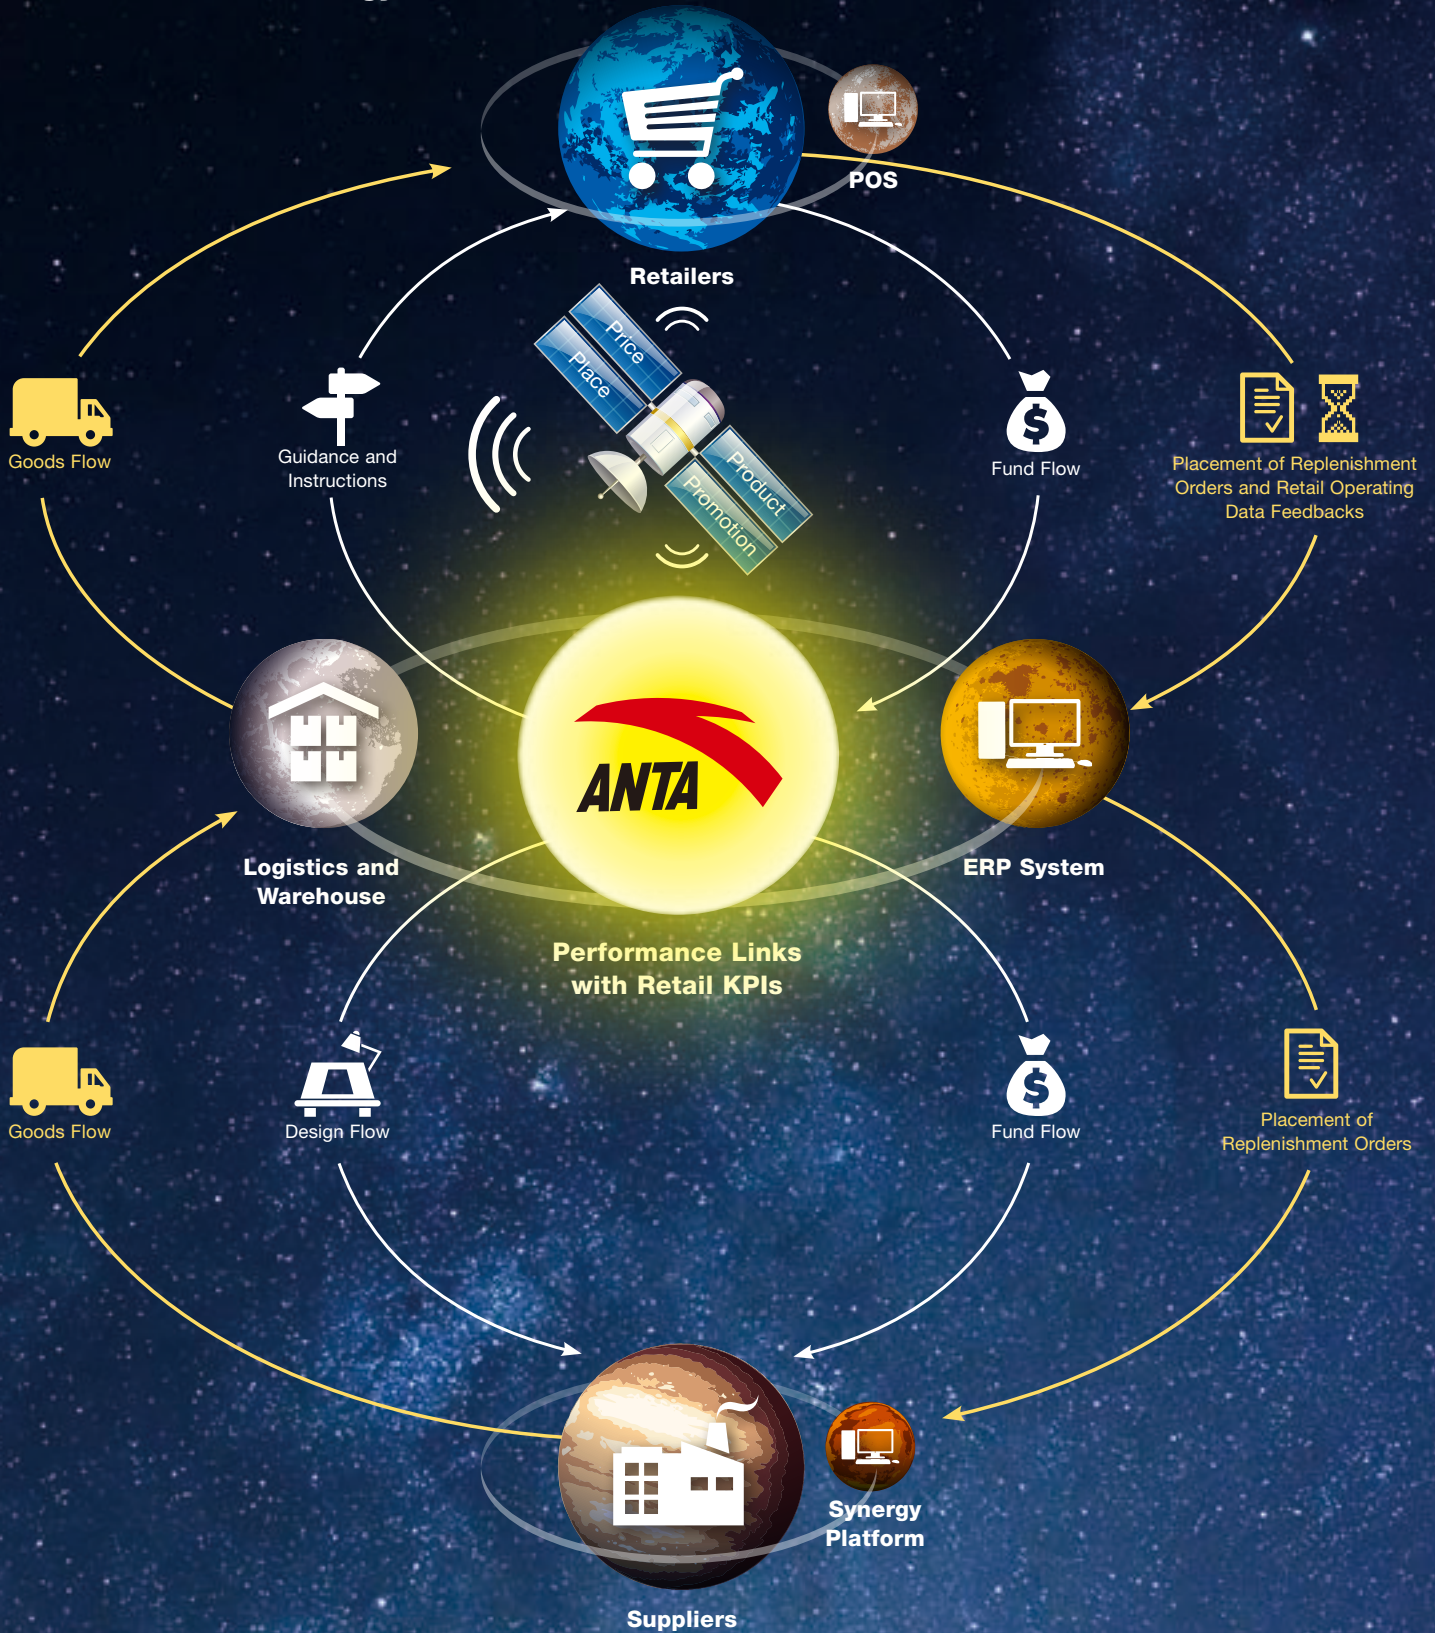 POS
Retailers
Price
Place
Product
Promotion
Goods Flow
Guidance and
Instructions
Fund Flow
Placement of Replenishment
Orders and Retail Operating
Data Feedbacks
ANTA
Logistics and
Warehouse
ERP System
Performance Links
with Retail KPIs
Goods Flow
Design Flow
Fund Flow
Placement of
Replenishment Orders
Synergy
Platform
Suppliers